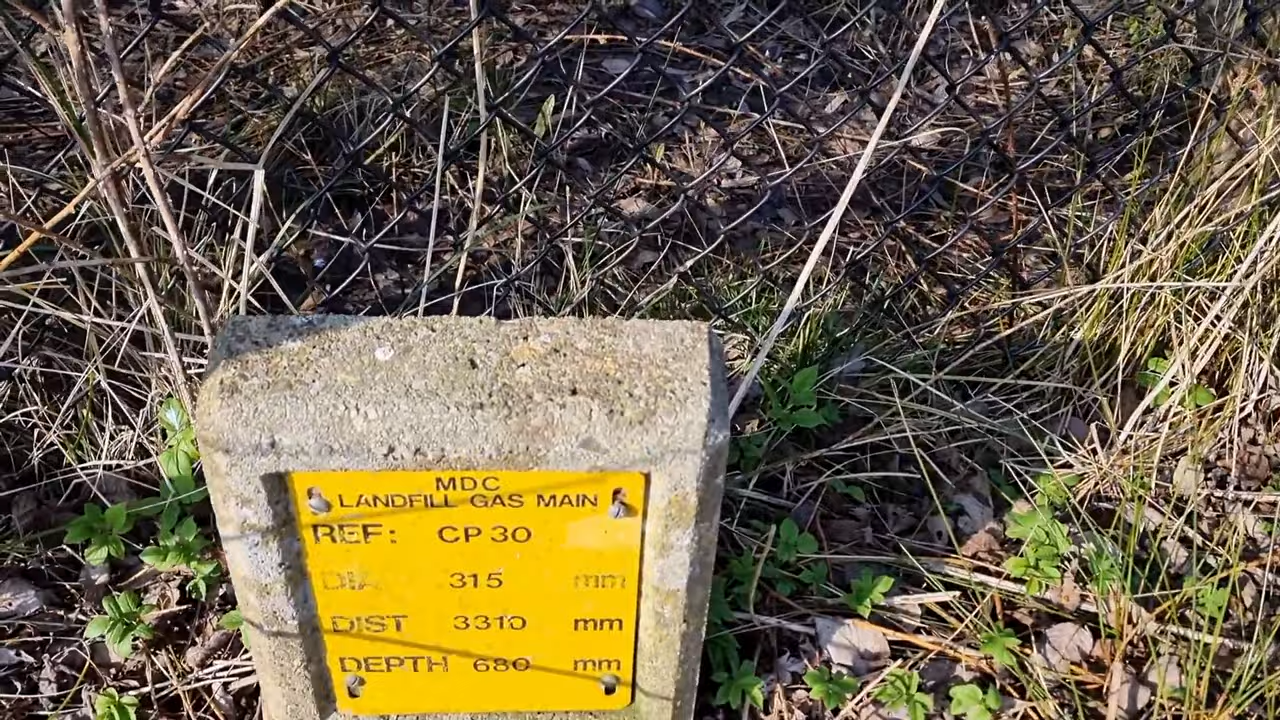 MDC
LANDFILL GAS MAIN
REF: CP 30
DIA 315 mm
DIST 3310 mm
DEPTH 680 mm